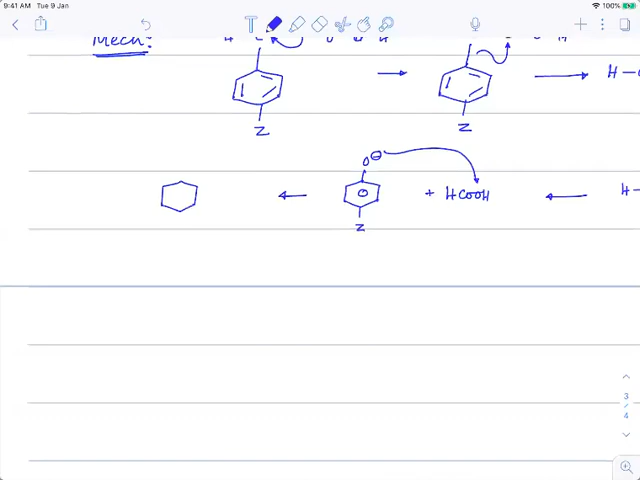 9:41 AM Tue 9 Jan
100%
Mech:
Z
Z
H-
O⊖
+ HCOOH
H-
Z
3
/
4